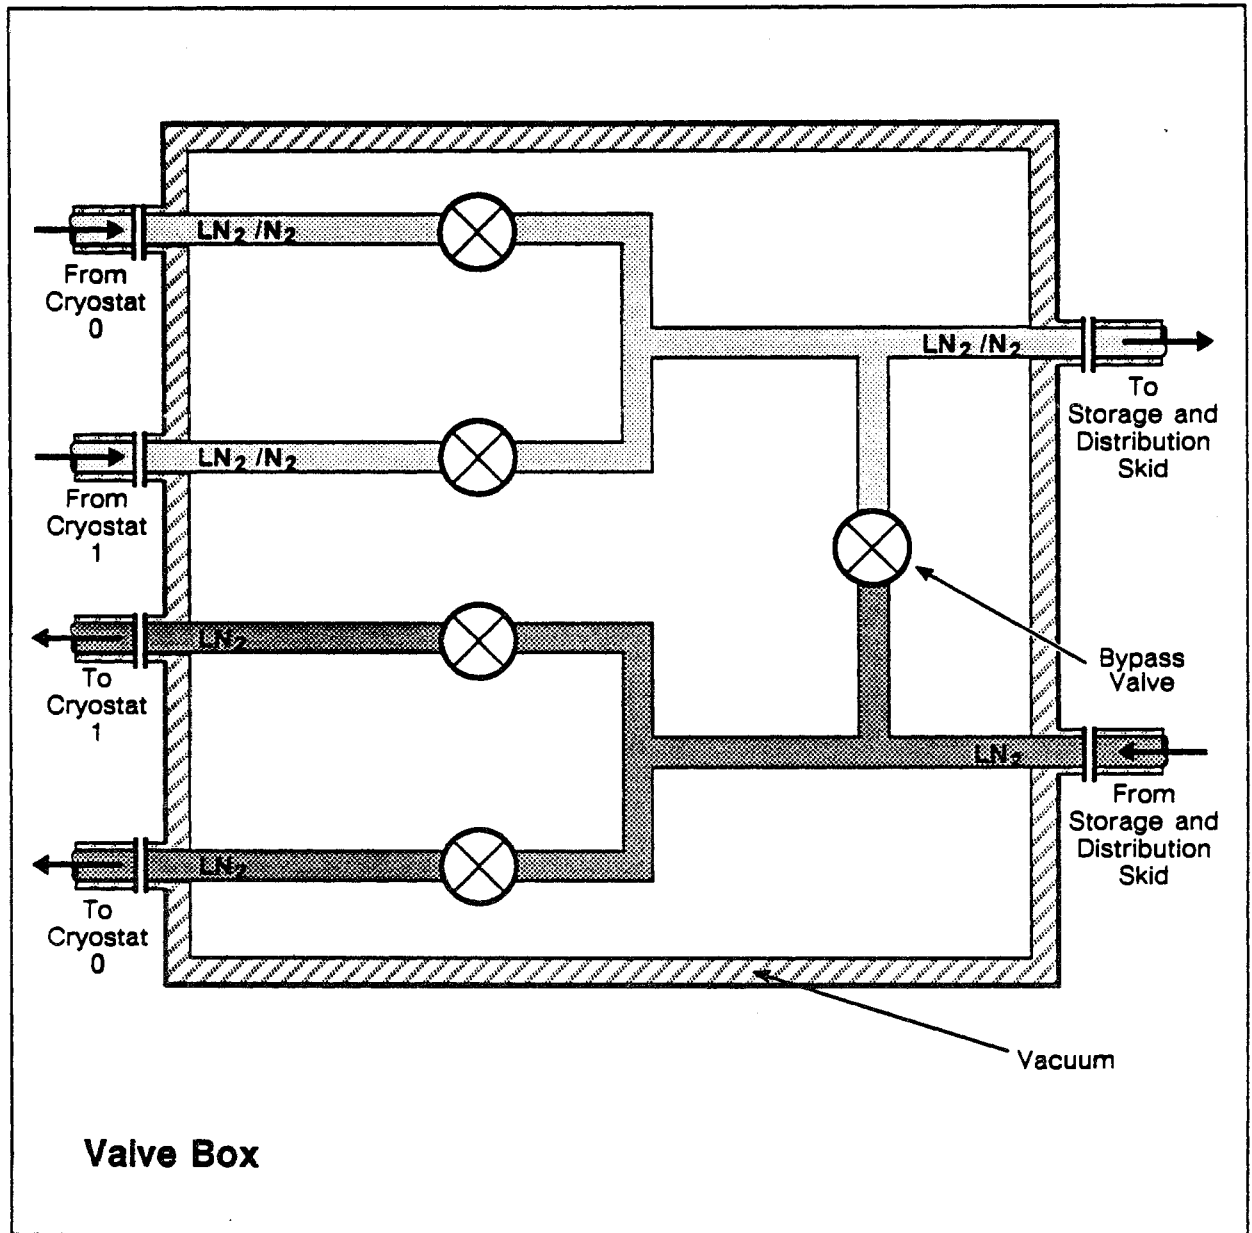 LN2 /N2
From
Cryostat
0
LN2 /N2
To
Storage and
Distribution
Skid
LN2 /N2
From
Cryostat
1
LN2
To
Cryostat
1
Bypass
Valve
LN2
From
Storage and
Distribution
Skid
LN2
To
Cryostat
0
Vacuum
Valve Box